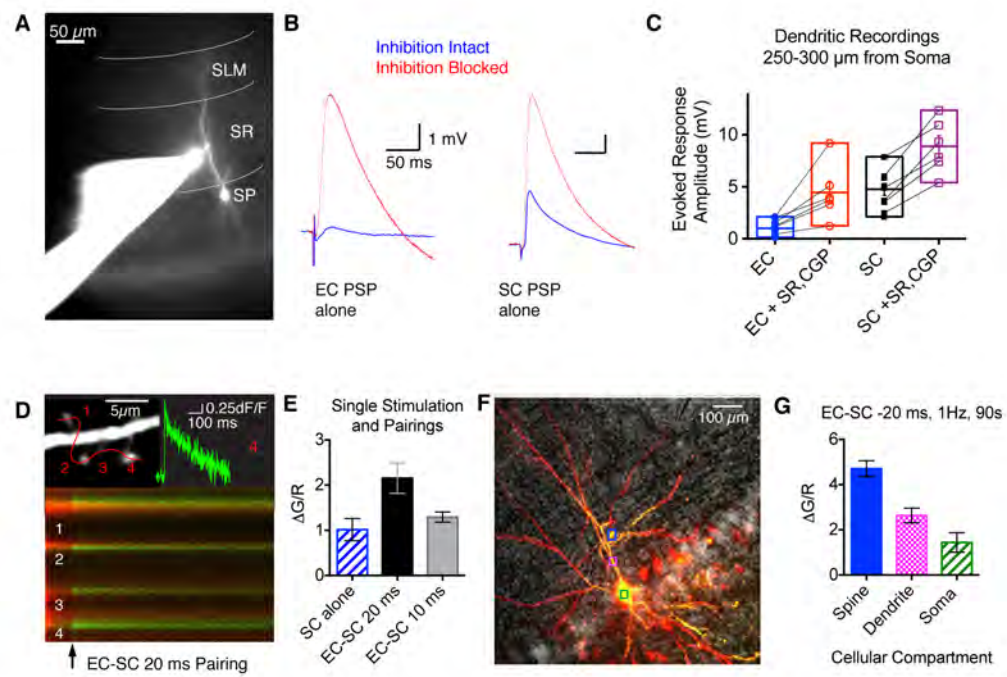 A
50 µm
SLM
SR
SP
B
Inhibition Intact
Inhibition Blocked
1 mV
50 ms
EC PSP
alone
SC PSP
alone
C
Dendritic Recordings
250-300 µm from Soma
Evoked Response
Amplitude (mV)
10
5
0
EC
EC + SR,CGP
SC
SC +SR,CGP
D
5µm
0.25dF/F
100 ms
1
2
3
4
4
1
2
3
4
EC-SC 20 ms Pairing
E
Single Stimulation
and Pairings
ΔG/R
3
2
1
0
SC alone
EC-SC 20 ms
EC-SC 10 ms
F
100 µm
G
EC-SC -20 ms, 1Hz, 90s
ΔG/R
6
4
2
0
Spine
Dendrite
Soma
Cellular Compartment